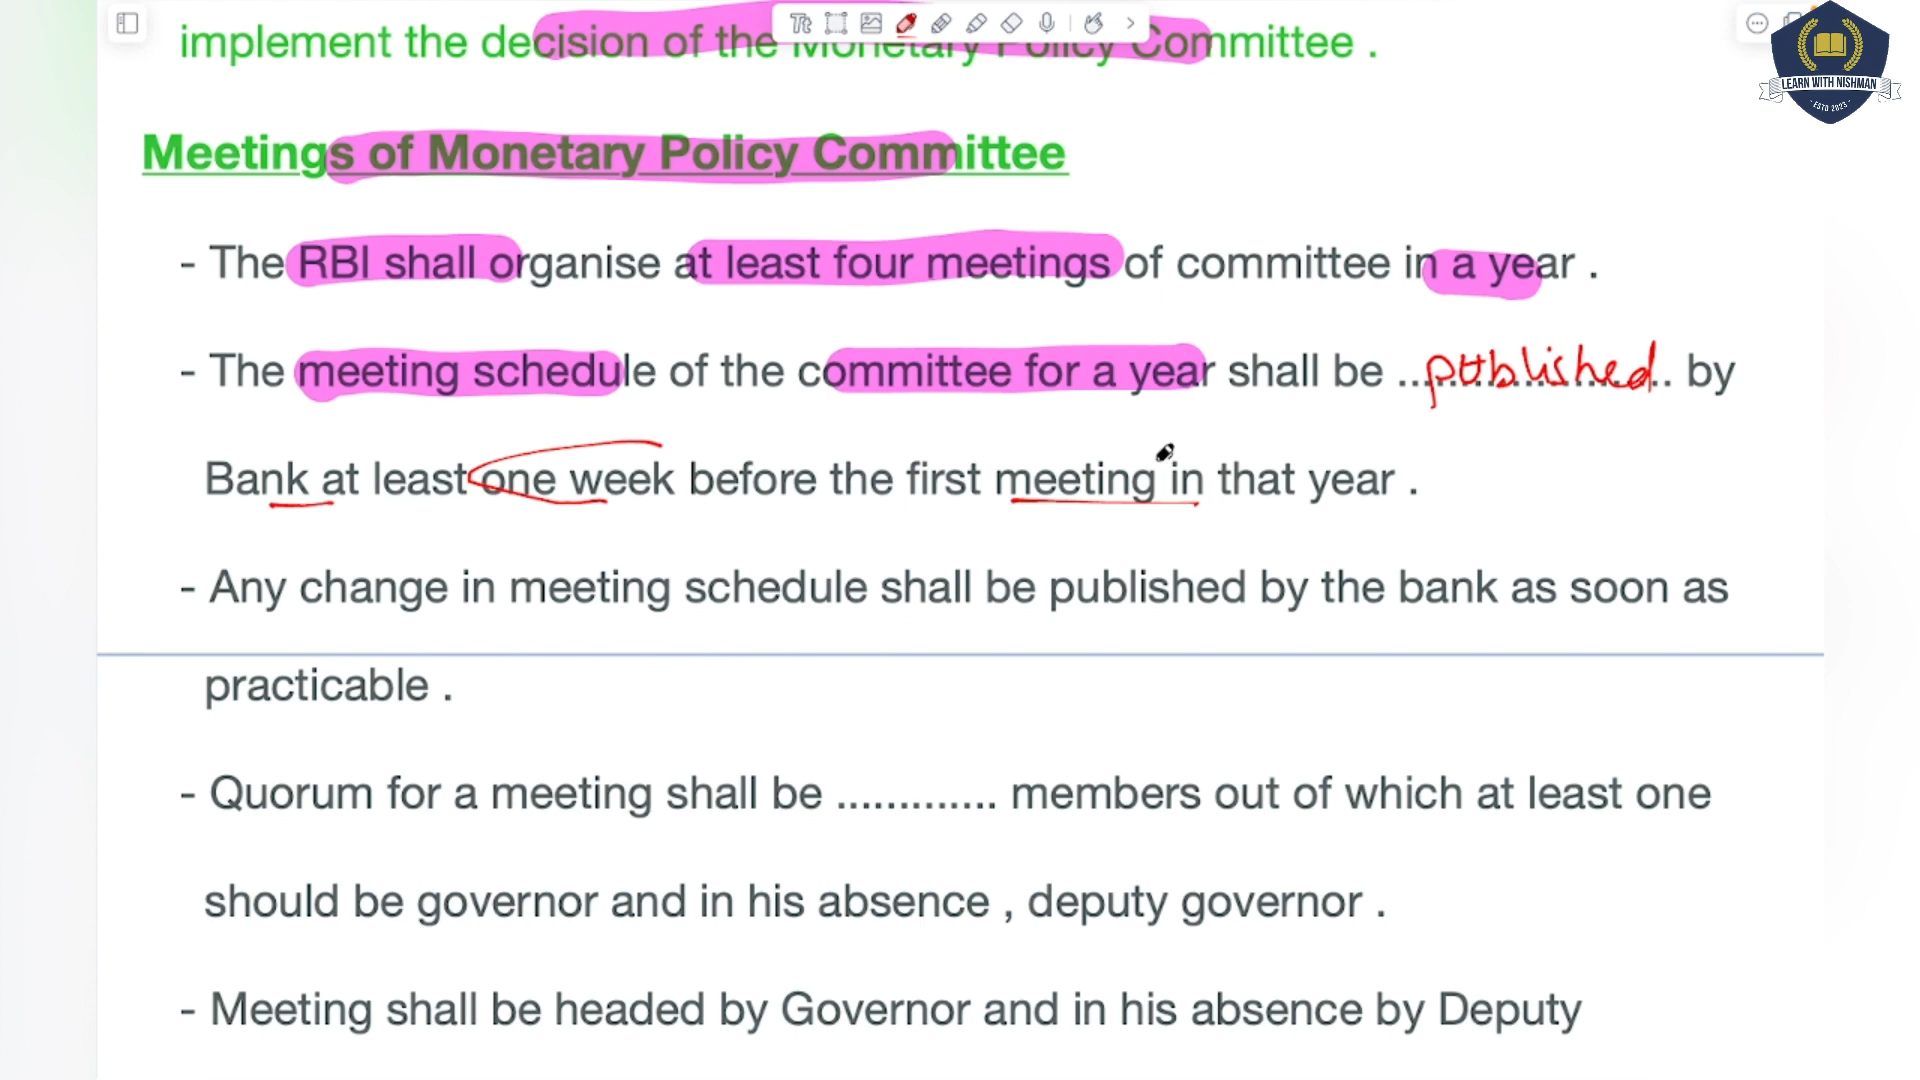 implement the decision of the Monetary Policy Committee .
LEARN WITH NISHMAN
ESTD 2023
Meetings of Monetary Policy Committee
- The RBI shall organise at least four meetings of committee in a year .
- The meeting schedule of the committee for a year shall be ...published... by
Bank at least one week before the first meeting in that year .
- Any change in meeting schedule shall be published by the bank as soon as
practicable .
- Quorum for a meeting shall be ............. members out of which at least one
should be governor and in his absence , deputy governor .
- Meeting shall be headed by Governor and in his absence by Deputy